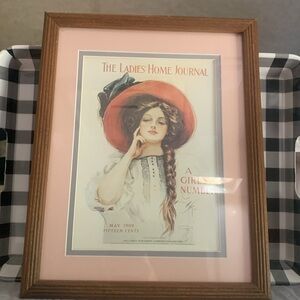 THE LADIES HOME JOURNAL
A
GIRLS'
NUMBER
MAY 1909
FIFTEEN CENTS